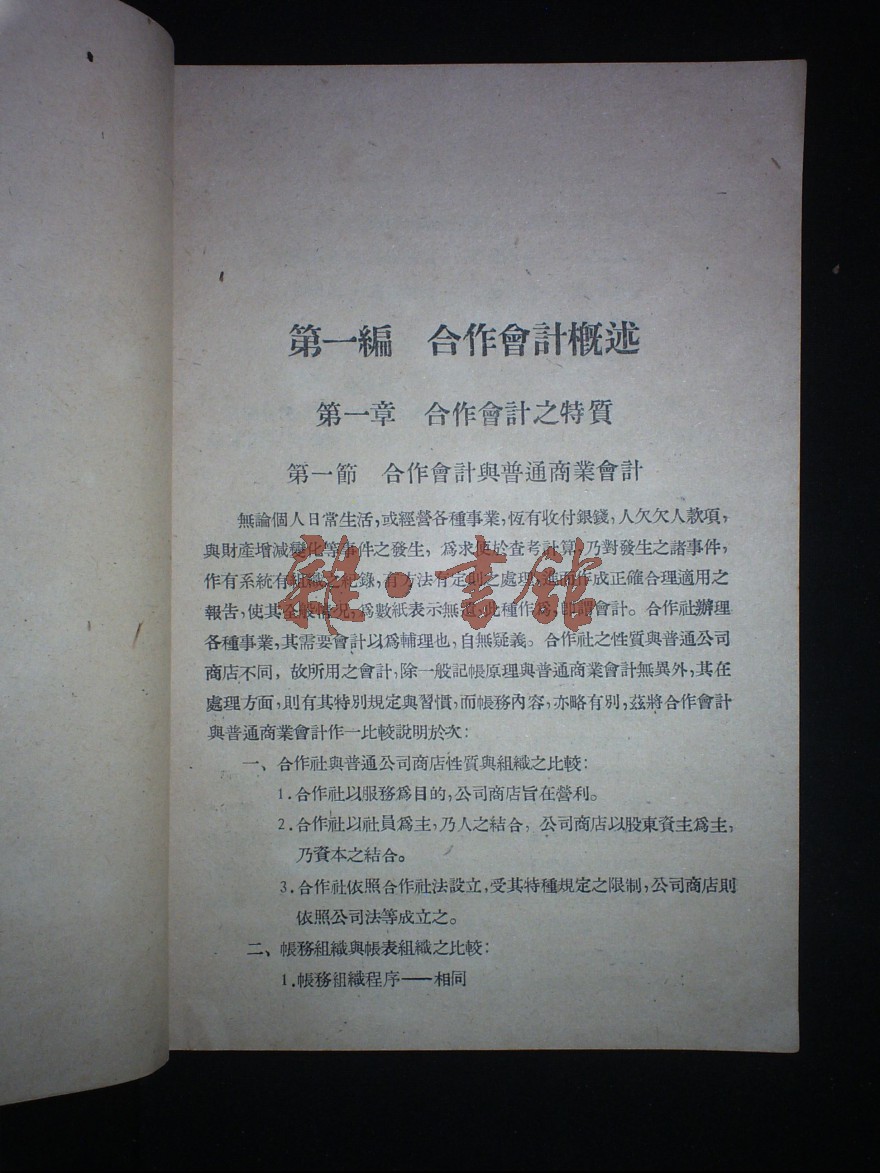 第一編　合作會計概述
第一章　合作會計之特質
第一節　合作會計與普通商業會計
無論個人日常生活,或經營各種事業,恆有收付銀錢,人欠欠人款項,
與財產增減變化等事件之發生,爲求便於查考計算,乃對發生之諸事件,
作有系統有組織之紀錄,有方法有定則之處理,進而作成正確合理適用之
報告,使其全般情況,爲數紙表示無遺,此種作爲,即謂會計。合作社辦理
各種事業,其需要會計以爲輔理也,自無疑義。合作社之性質與普通公司
商店不同,故所用之會計,除一般記帳原理與普通商業會計無異外,其在
處理方面,則有其特別規定與習慣,而帳務內容,亦略有別,茲將合作會計
與普通商業會計作一比較說明於次:
一、合作社與普通公司商店性質與組織之比較:
1.合作社以服務爲目的,公司商店旨在營利。
2.合作社以社員爲主,乃人之結合,公司商店以股東資主爲主,
乃資本之結合。
3.合作社依照合作社法設立,受其特種規定之限制,公司商店則
依照公司法等成立之。
二、帳務組織與帳表組織之比較:
1.帳務組織程序——相同
雜·書館